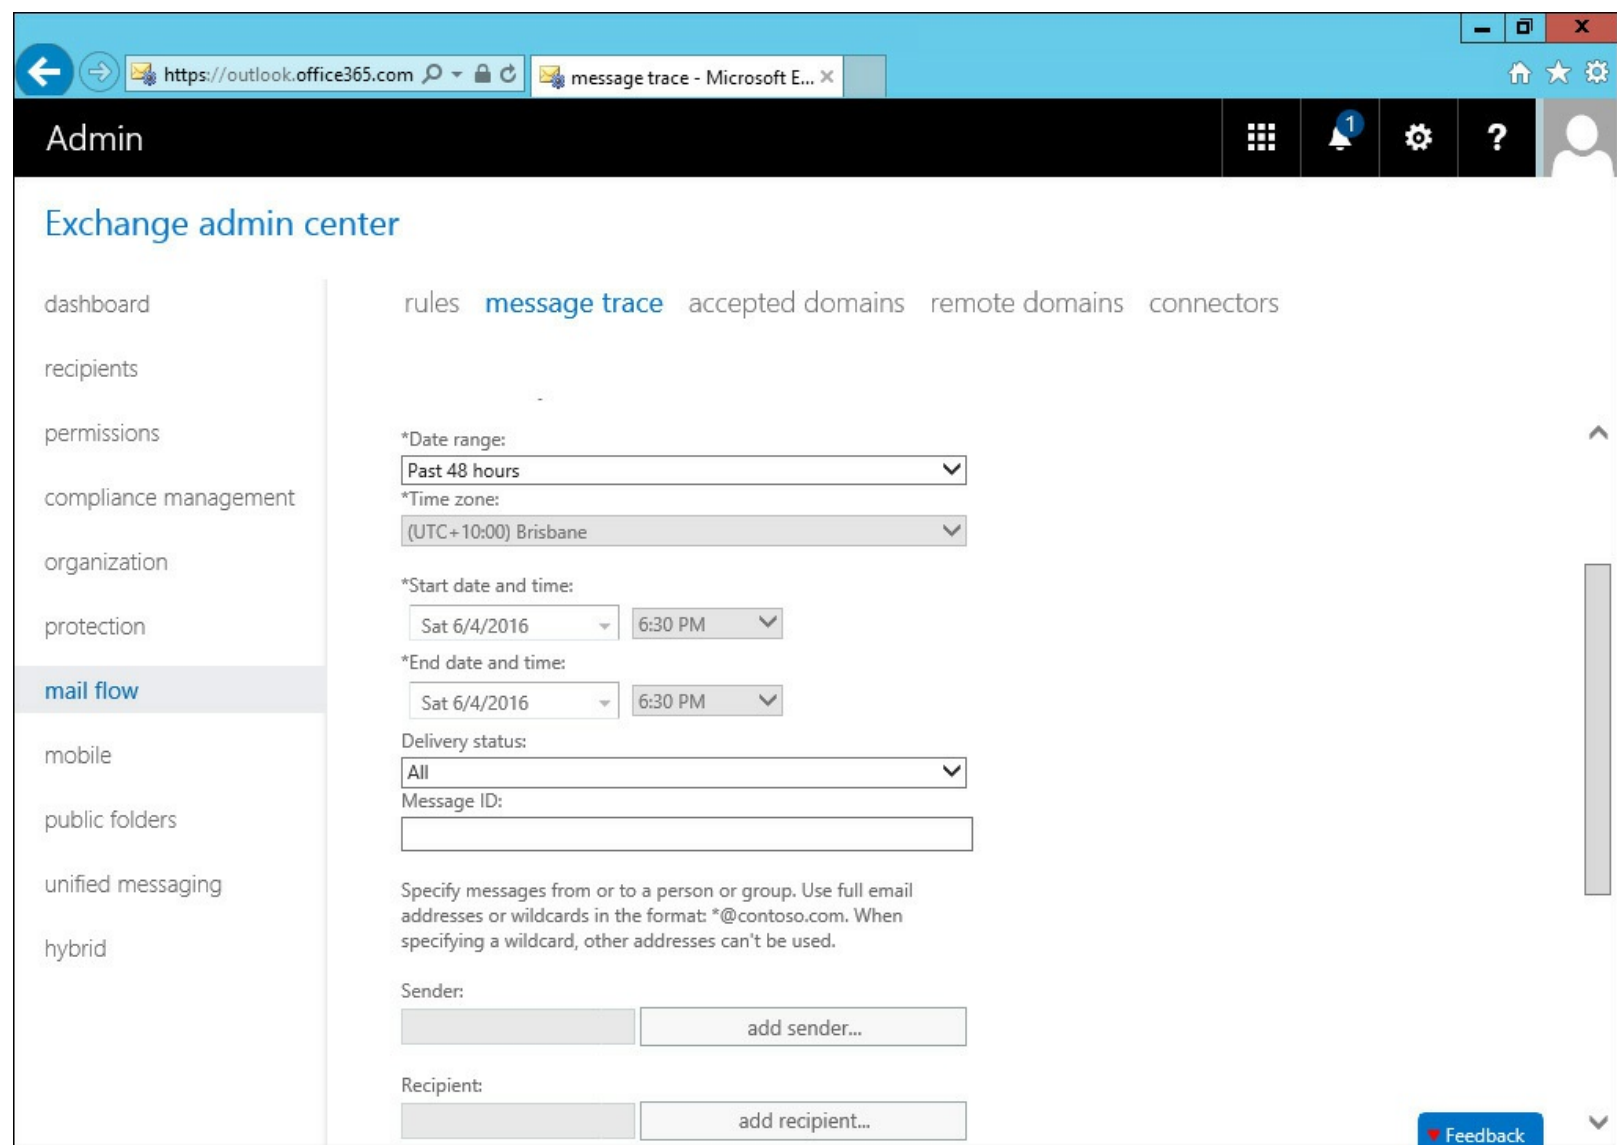 https://outlook.office365.com
message trace - Microsoft E...
Admin
1
?
Exchange admin center
dashboard
recipients
permissions
compliance management
organization
protection
mail flow
mobile
public folders
unified messaging
hybrid
rules message trace accepted domains remote domains connectors
*Date range:
Past 48 hours
*Time zone:
(UTC+10:00) Brisbane
*Start date and time:
Sat 6/4/2016 6:30 PM
*End date and time:
Sat 6/4/2016 6:30 PM
Delivery status:
All
Message ID:
Specify messages from or to a person or group. Use full email
addresses or wildcards in the format: *@contoso.com. When
specifying a wildcard, other addresses can't be used.
Sender:
add sender...
Recipient:
add recipient...
Feedback